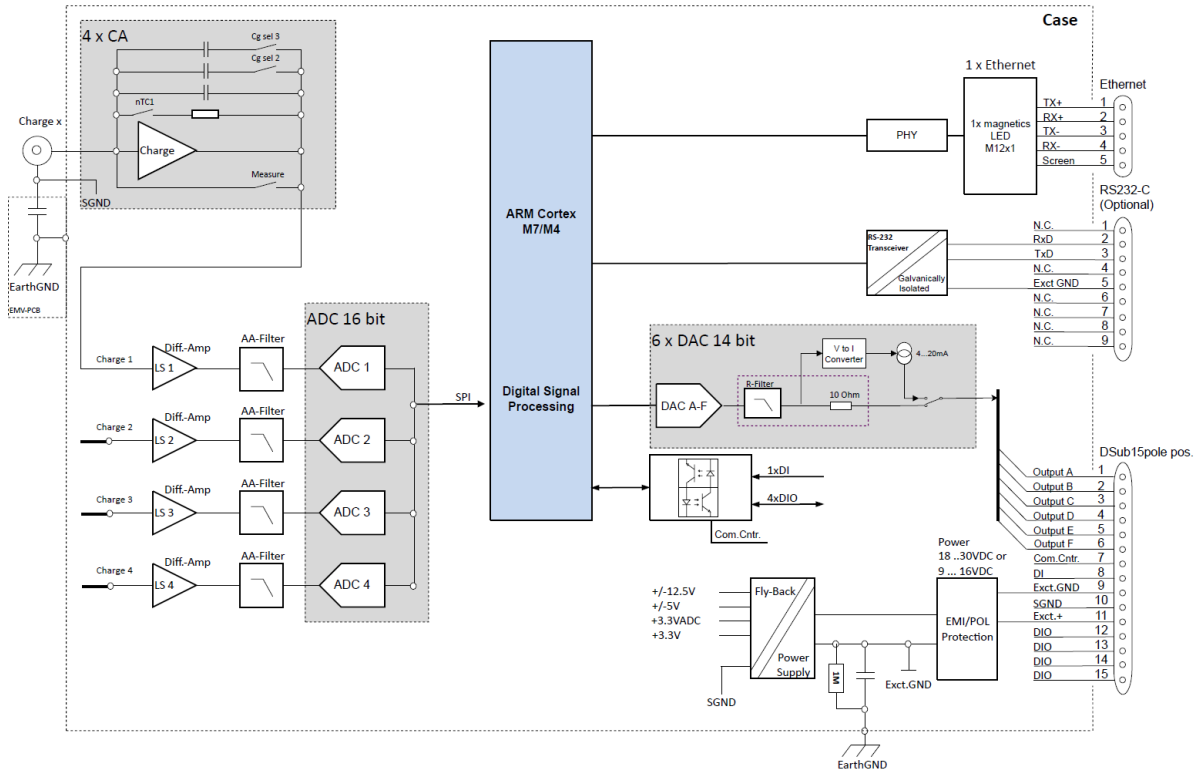 Case
4 x CA
Cg sel 3
Cg sel 2
nTC1
Charge
Measure
SGND
Charge x
EarthGND
EMV-PCB
ARM Cortex
M7/M4
Digital Signal
Processing
PHY
1 x Ethernet
1x magnetics
LED
M12x1
Ethernet
TX+ 1
RX+ 2
TX- 3
RX- 4
Screen 5
RS232-C
(Optional)
RS-232
Transceiver
Galvanically
Isolated
N.C. 1
RxD 2
TxD 3
N.C. 4
Exct GND 5
N.C. 6
N.C. 7
N.C. 8
N.C. 9
ADC 16 bit
Charge 1
Diff.-Amp
LS 1
AA-Filter
ADC 1
Charge 2
Diff.-Amp
LS 2
AA-Filter
ADC 2
Charge 3
Diff.-Amp
LS 3
AA-Filter
ADC 3
Charge 4
Diff.-Amp
LS 4
AA-Filter
ADC 4
SPI
6 x DAC 14 bit
DAC A-F
R-Filter
10 Ohm
V to I
Converter
4...20mA
1xDI
4xDIO
Com.Cntr.
DSub15pole pos.
Output A 1
Output B 2
Output C 3
Output D 4
Output E 5
Output F 6
Com.Cntr. 7
DI 8
Exct.GND 9
SGND 10
Exct.+ 11
DIO 12
DIO 13
DIO 14
DIO 15
Power
18 ..30VDC or
9 ... 16VDC
EMI/POL
Protection
+/-12.5V
+/-5V
+3.3VADC
+3.3V
SGND
Fly-Back
Power
Supply
1M
Exct.GND
EarthGND